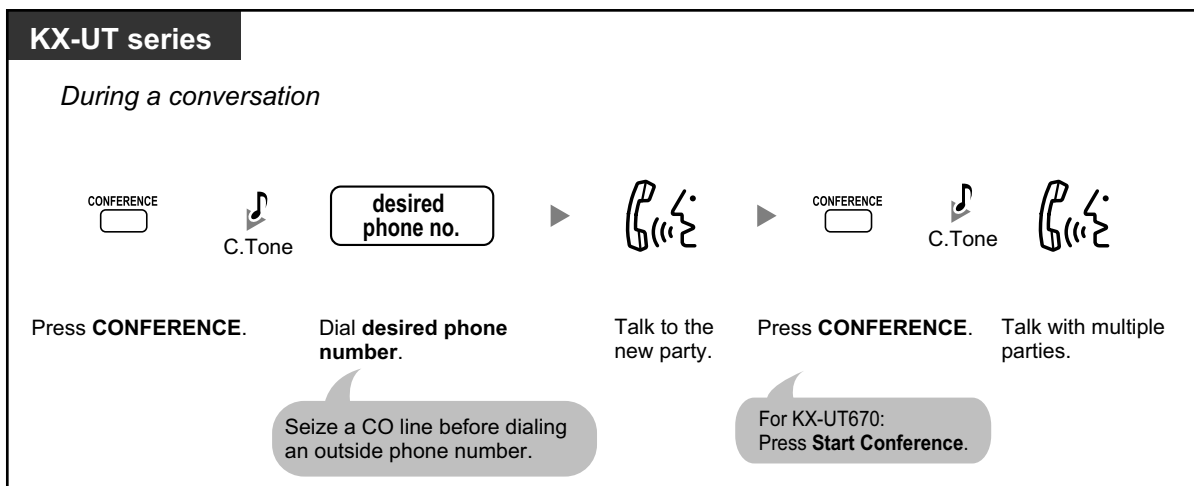 KX-UT series
During a conversation
CONFERENCE
C.Tone
desired
phone no.
CONFERENCE
C.Tone
Press CONFERENCE.
Dial desired phone
number.
Talk to the
new party.
Press CONFERENCE.
Talk with multiple
parties.
Seize a CO line before dialing
an outside phone number.
For KX-UT670:
Press Start Conference.